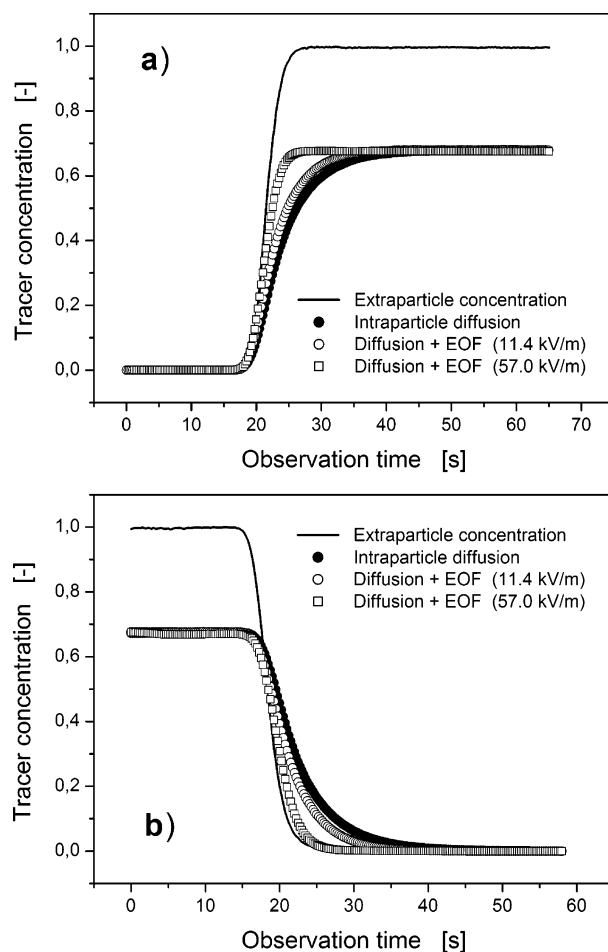 a)
1,0
0,8
0,6
0,4
0,2
0,0
Tracer concentration [-]
Extraparticle concentration
Intraparticle diffusion
Diffusion + EOF (11.4 kV/m)
Diffusion + EOF (57.0 kV/m)
0 10 20 30 40 50 60 70
Observation time [s]
1,0
0,8
0,6
0,4
0,2
0,0
Tracer concentration [-]
Extraparticle concentration
Intraparticle diffusion
Diffusion + EOF (11.4 kV/m)
Diffusion + EOF (57.0 kV/m)
b)
0 10 20 30 40 50 60
Observation time [s]